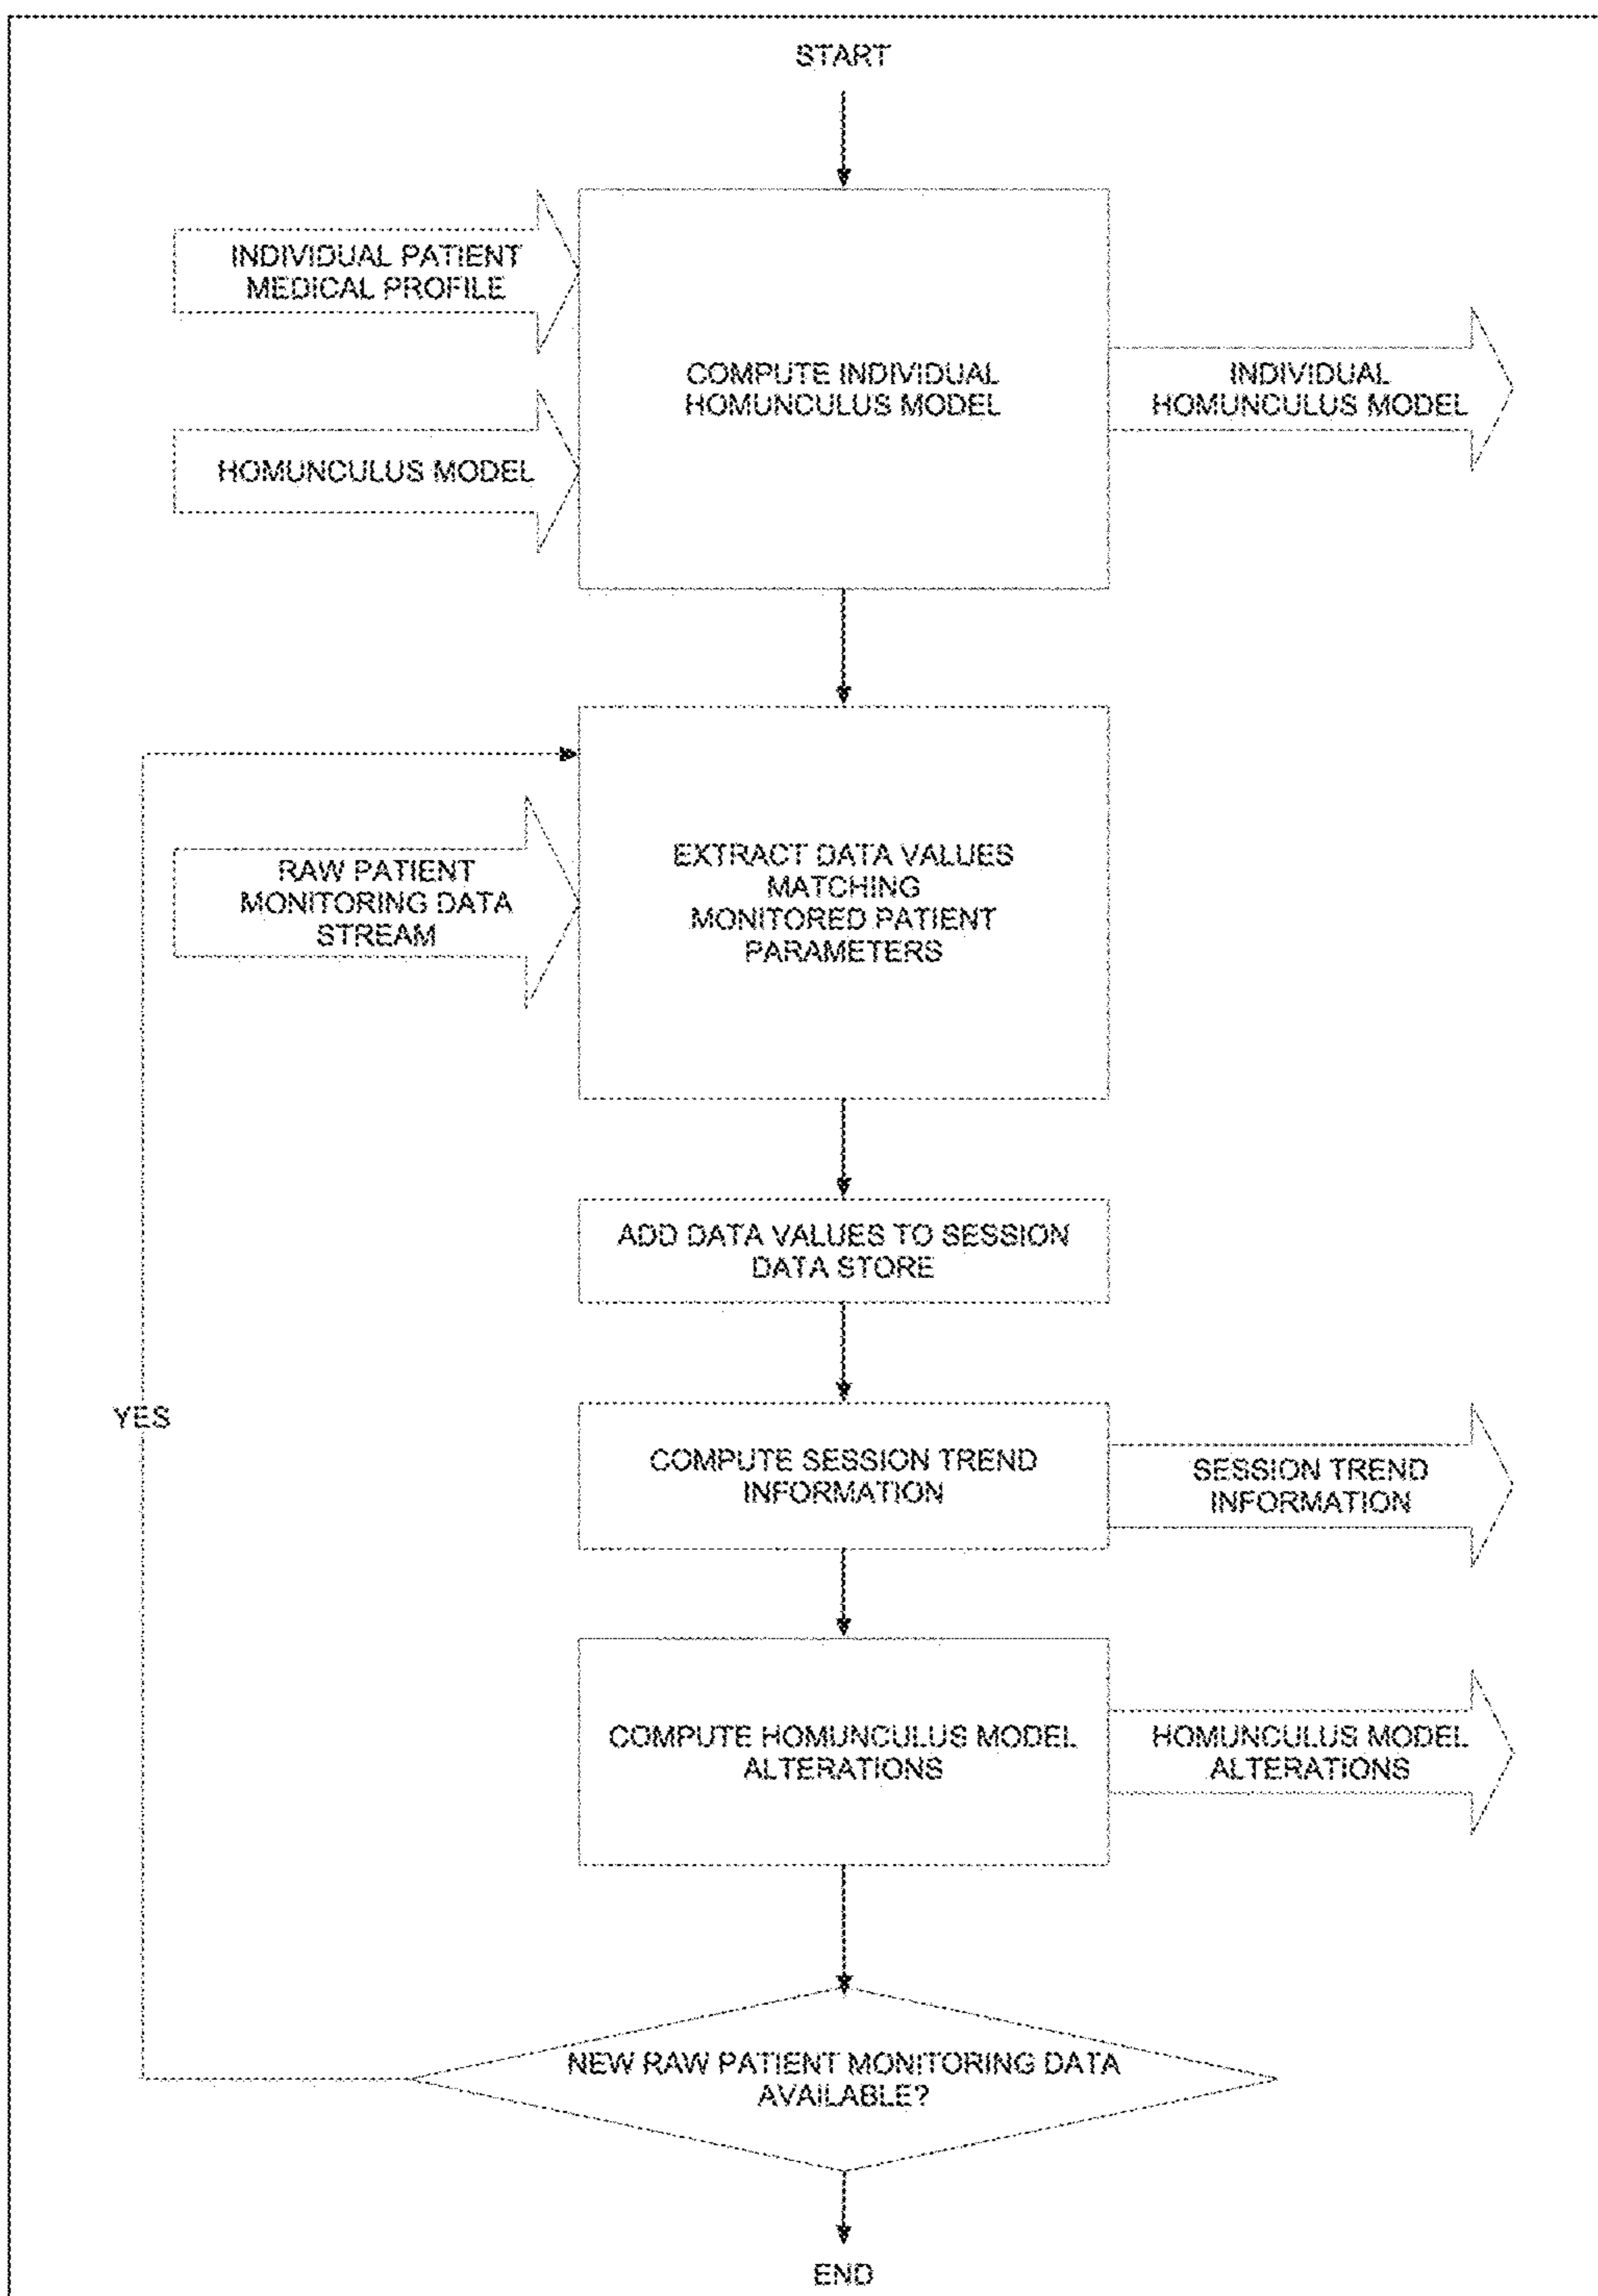 START
INDIVIDUAL PATIENT
MEDICAL PROFILE
HOMUNCULUS MODEL
COMPUTE INDIVIDUAL
HOMUNCULUS MODEL
INDIVIDUAL
HOMUNCULUS MODEL
RAW PATIENT
MONITORING DATA
STREAM
EXTRACT DATA VALUES
MATCHING
MONITORED PATIENT
PARAMETERS
ADD DATA VALUES TO SESSION
DATA STORE
YES
COMPUTE SESSION TREND
INFORMATION
SESSION TREND
INFORMATION
COMPUTE HOMUNCULUS MODEL
ALTERATIONS
HOMUNCULUS MODEL
ALTERATIONS
NEW RAW PATIENT MONITORING DATA
AVAILABLE?
END